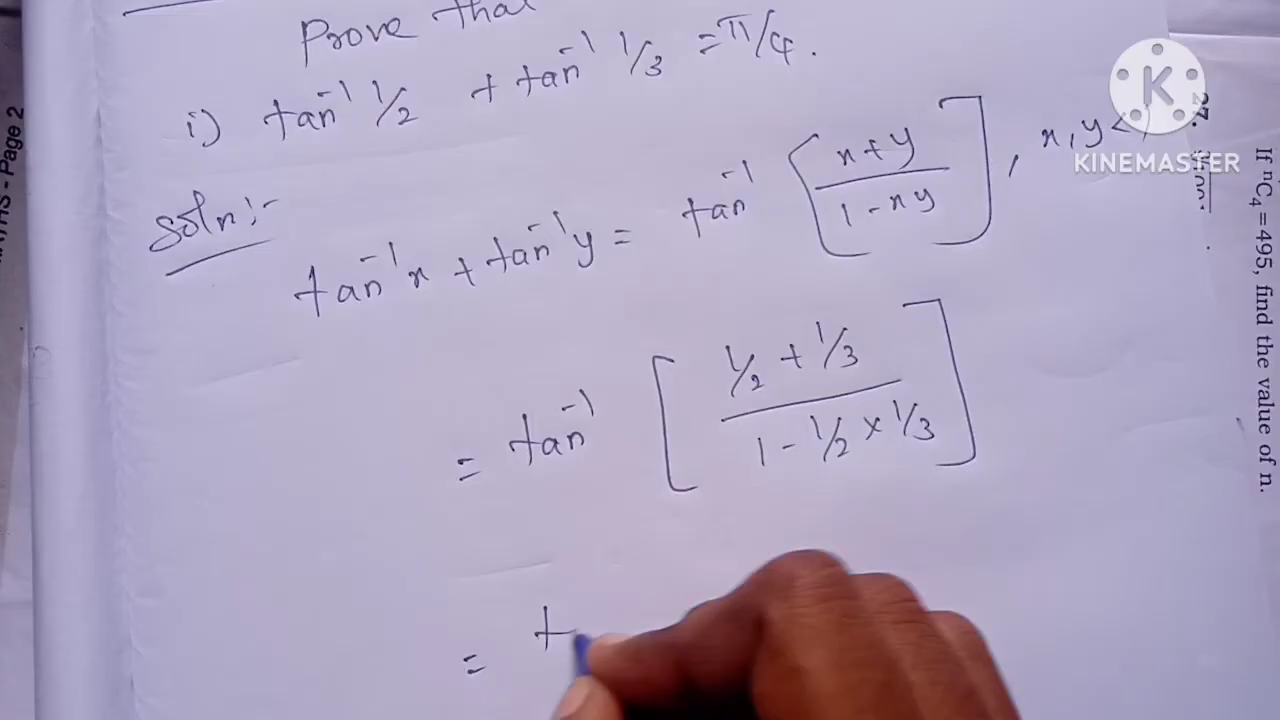 Prove that
i) tan⁻¹ 1/2 + tan⁻¹ 1/3 = π/4.
Soln:-
tan⁻¹x + tan⁻¹y = tan⁻¹ [x+y / 1-xy], x,y <
= tan⁻¹ [1/2 + 1/3 / 1 - 1/2 × 1/3]
= t
KINEMASTER
27.
If ⁿC₄ = 495, find the value of n.
- Page 2